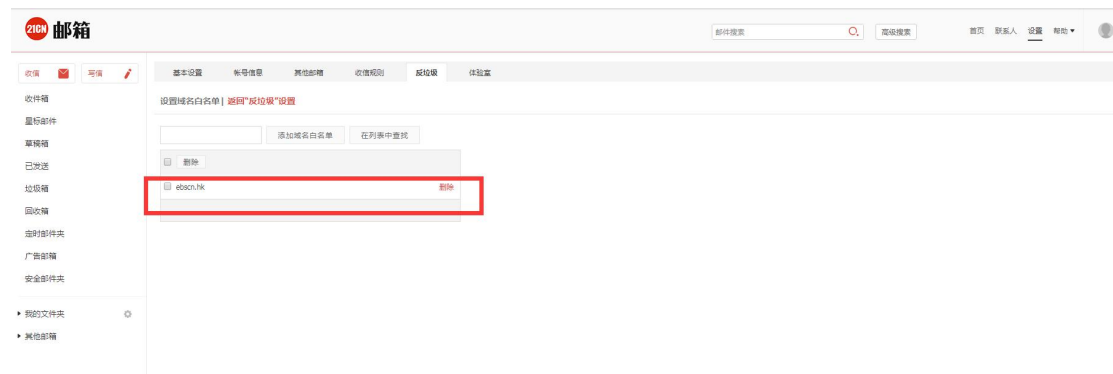 21CN 邮箱
邮件搜索 高级搜索 首页 联系人 设置 帮助
收信 写信
基本设置 帐号信息 其他邮箱 收信规则 反垃圾 体验室
收件箱
设置域名白名单| 返回"反垃圾"设置
星标邮件
草稿箱
添加域名白名单 在列表中查找
已发送
删除
垃圾箱
ebscn.hk 删除
回收箱
定时邮件夹
广告邮箱
安全邮件夹
我的文件夹
其他邮箱